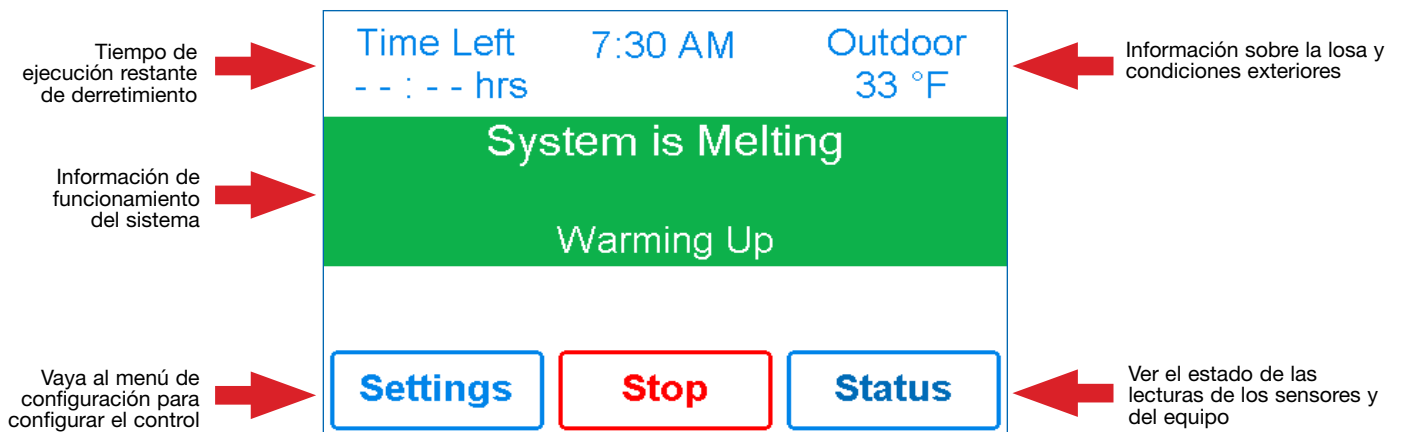 Tiempo de
ejecución restante
de derretimiento
Time Left
- - : - - hrs
7:30 AM
Outdoor
33 °F
Información sobre la losa y
condiciones exteriores
Información de
funcionamiento
del sistema
System is Melting
Warming Up
Vaya al menú de
configuración para
configurar el control
Settings
Stop
Status
Ver el estado de las
lecturas de los sensores y
del equipo